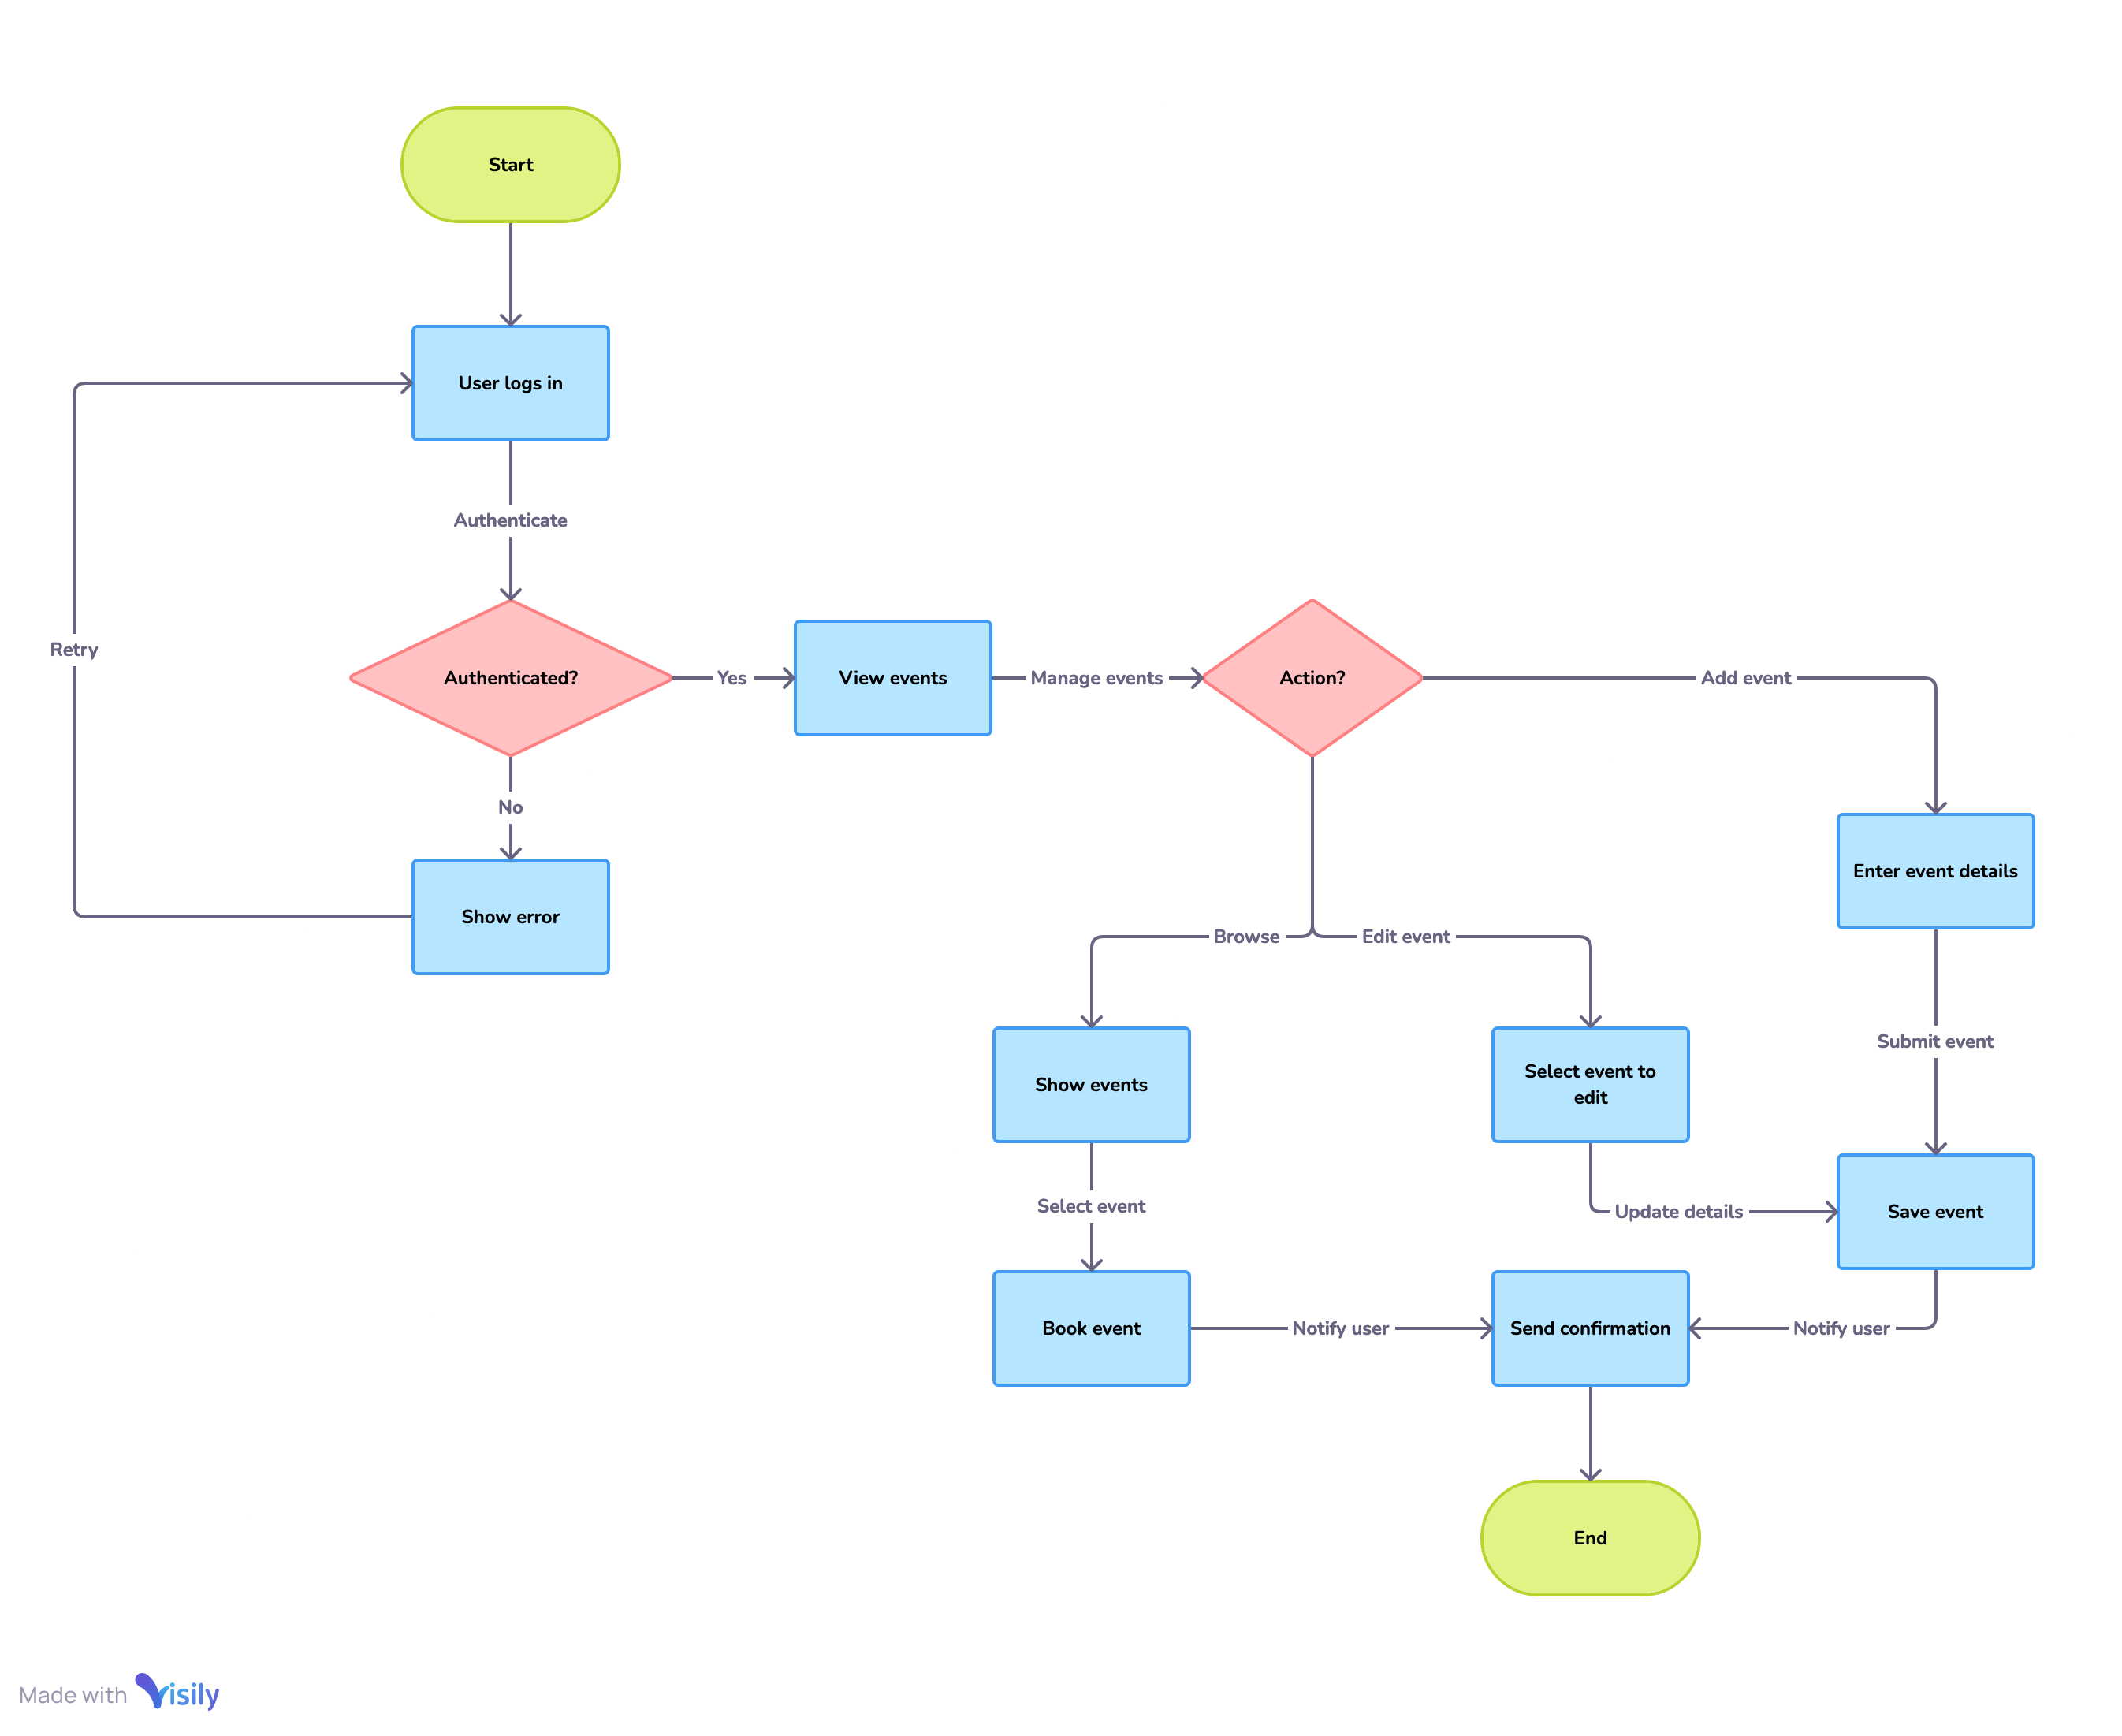 Start
User logs in
Authenticate
Retry
Authenticated?
Yes
View events
Manage events
Action?
Add event
No
Enter event details
Show error
Browse
Edit event
Submit event
Show events
Select event to
edit
Select event
Update details
Save event
Book event
Notify user
Send confirmation
Notify user
End
Made with Visily